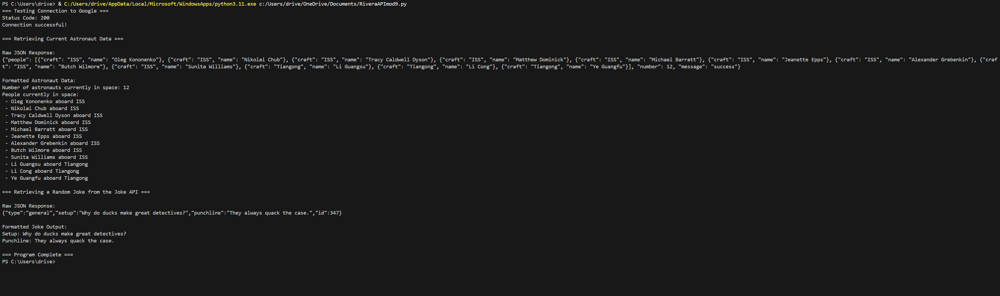 PS C:\Users\drive> & C:/Users/drive/AppData/Local/Microsoft/WindowsApps/python3.11.exe c:/Users/drive/OneDrive/Documents/RiveraAPImod9.py
=== Testing Connection to Google ===
Status Code: 200
Connection successful!
=== Retrieving Current Astronaut Data ===
Raw JSON Response:
{"people": [{"craft": "ISS", "name": "Oleg Kononenko"}, {"craft": "ISS", "name": "Nikolai Chub"}, {"craft": "ISS", "name": "Tracy Caldwell Dyson"}, {"craft": "ISS", "name": "Matthew Dominick"}, {"craft": "ISS", "name": "Michael Barratt"}, {"craft": "ISS", "name": "Jeanette Epps"}, {"craft": "ISS", "name": "Alexander Grebenkin"}, {"craf
t": "ISS", "name": "Butch Wilmore"}, {"craft": "ISS", "name": "Sunita Williams"}, {"craft": "Tiangong", "name": "Li Guangsu"}, {"craft": "Tiangong", "name": "Li Cong"}, {"craft": "Tiangong", "name": "Ye Guangfu"}], "number": 12, "message": "success"}
Formatted Astronaut Data:
Number of astronauts currently in space: 12
People currently in space:
- Oleg Kononenko aboard ISS
- Nikolai Chub aboard ISS
- Tracy Caldwell Dyson aboard ISS
- Matthew Dominick aboard ISS
- Michael Barratt aboard ISS
- Jeanette Epps aboard ISS
- Alexander Grebenkin aboard ISS
- Butch Wilmore aboard ISS
- Sunita Williams aboard ISS
- Li Guangsu aboard Tiangong
- Li Cong aboard Tiangong
- Ye Guangfu aboard Tiangong
=== Retrieving a Random Joke from the Joke API ===
Raw JSON Response:
{"type":"general","setup":"Why do ducks make great detectives?","punchline":"They always quack the case.","id":347}
Formatted Joke Output:
Setup: Why do ducks make great detectives?
Punchline: They always quack the case.
=== Program Complete ===
PS C:\Users\drive>